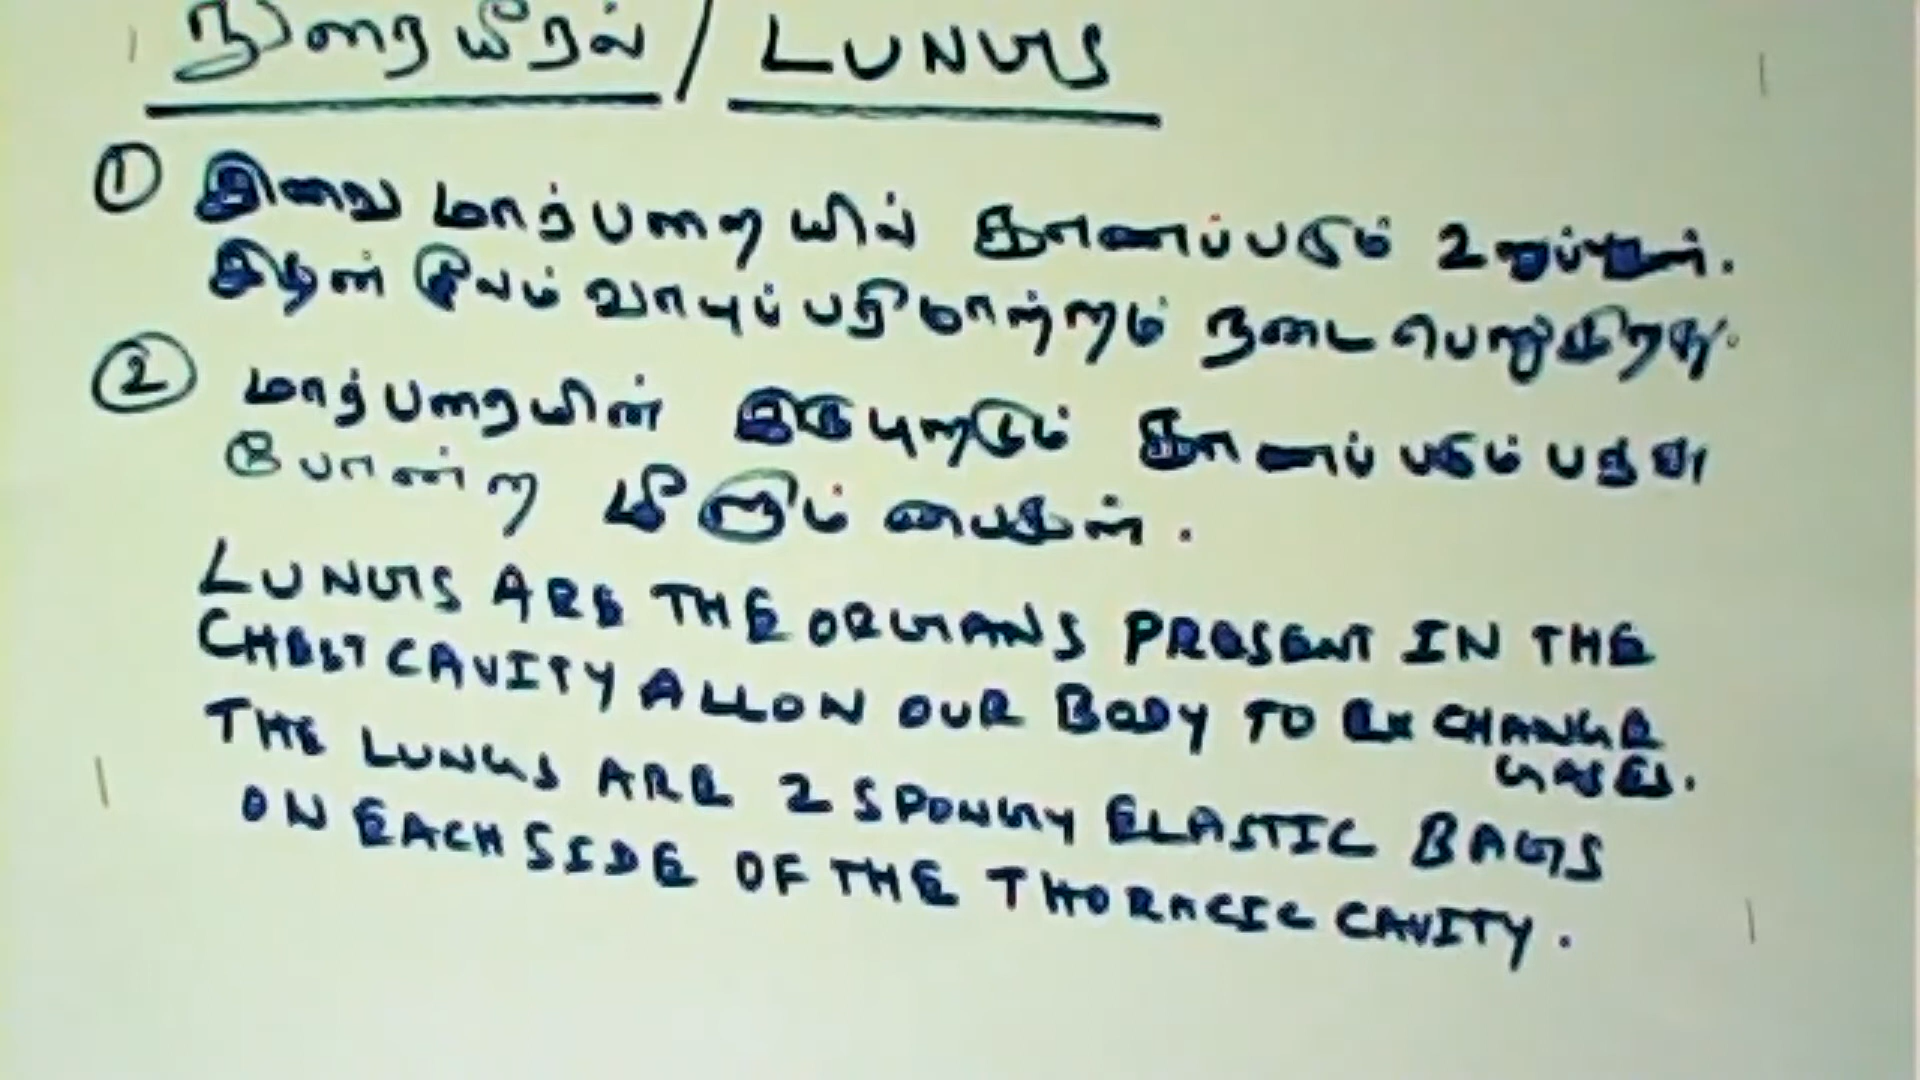 நுரையீரல் / LUNGS
① இவை மார்பறையில் காணப்படும் உறுப்புகள்.
இதன் மூலம் வாயுப்பரிமாற்றம் நடைபெறுகிறது.
② மார்பறையின் இருபுறமும் காணப்படும் பஞ்சு
போன்ற மீளும் பைகள்.
LUNGS ARE THE ORGANS PRESENT IN THE
CHEST CAVITY ALLOW OUR BODY TO EXCHANGE
GASES.
THE LUNGS ARE 2 SPONGY ELASTIC BAGS
ON EACH SIDE OF THE THORACIC CAVITY.